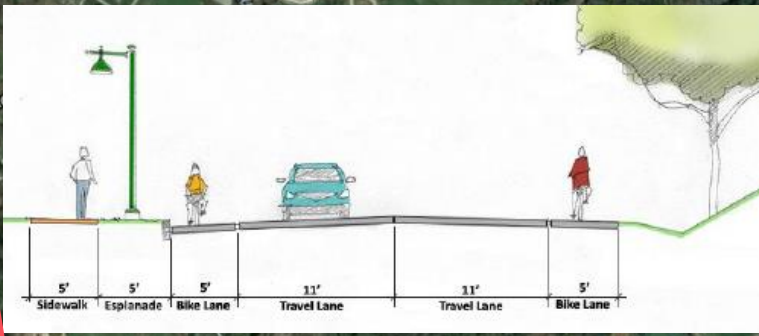 5' 5' 5' 11' 11' 5'
Sidewalk Esplanade Bike Lane Travel Lane Travel Lane Bike Lane